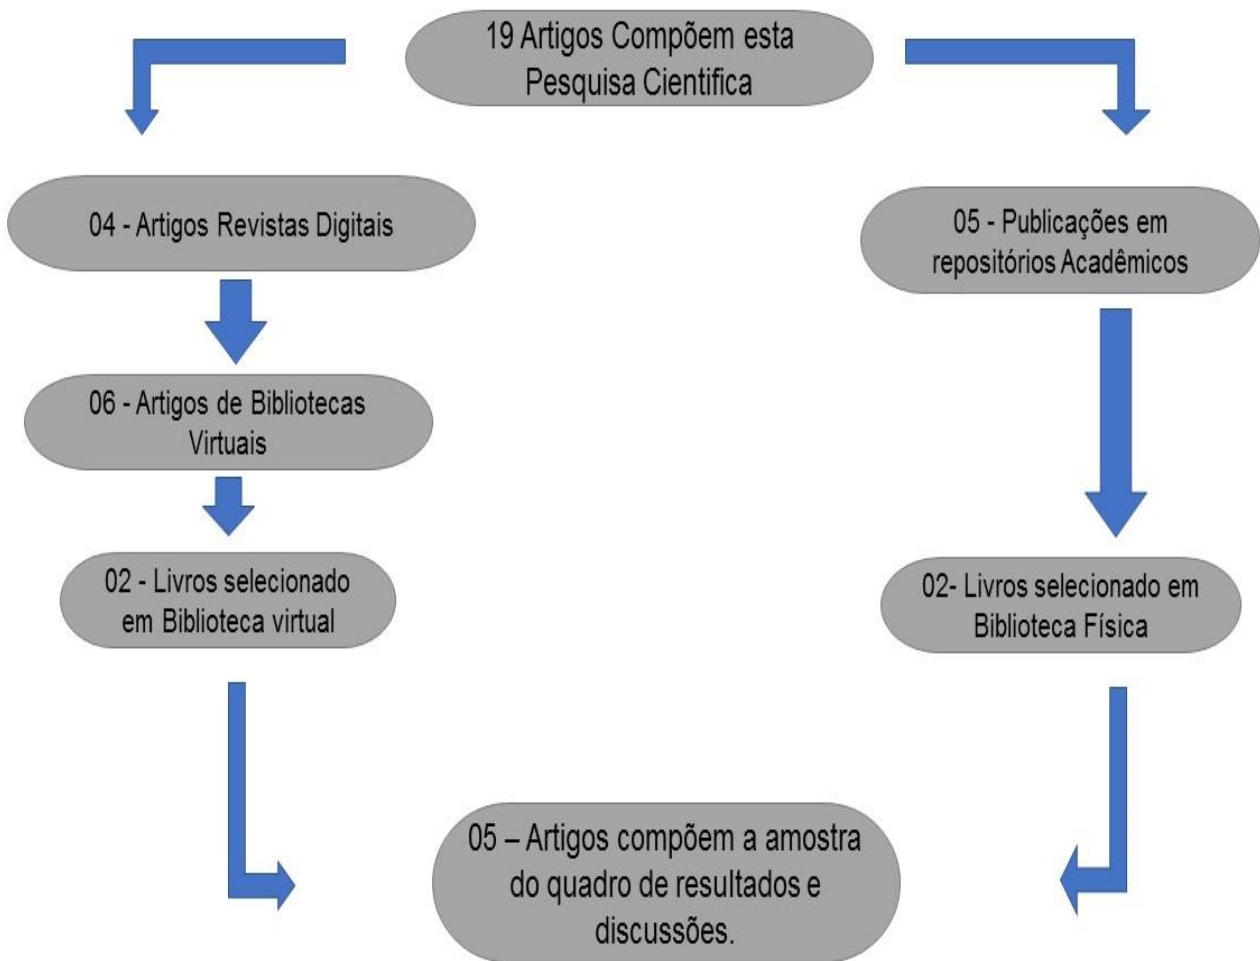 19 Artigos Compõem esta
Pesquisa Cientifica
04 - Artigos Revistas Digitais
05 - Publicações em
repositórios Acadêmicos
06 - Artigos de Bibliotecas
Virtuais
02 - Livros selecionado
em Biblioteca virtual
02- Livros selecionado em
Biblioteca Física
05 – Artigos compõem a amostra
do quadro de resultados e
discussões.